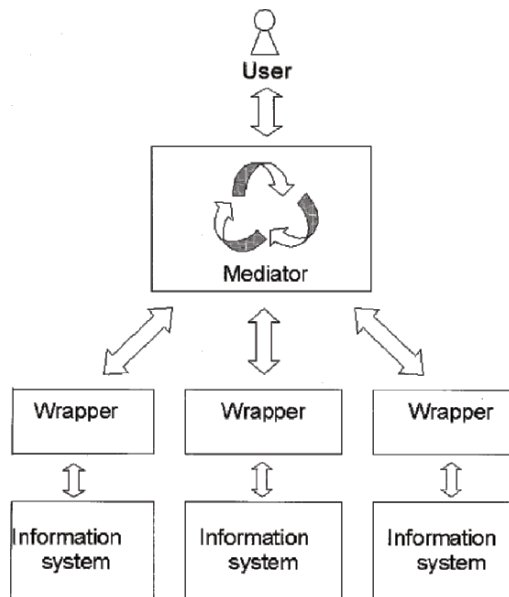 User
Mediator
Wrapper
Wrapper
Wrapper
Information
system
Information
system
Information
system